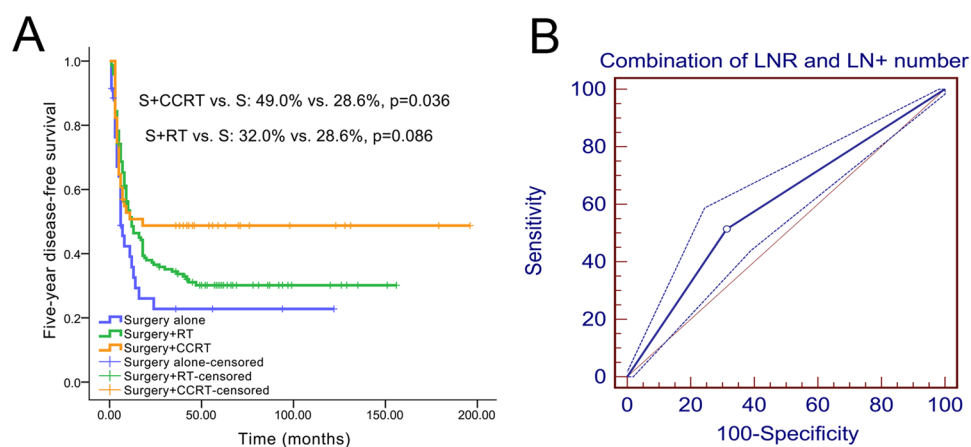 A
Five-year disease-free survival
1.0
0.8
0.6
0.4
0.2
0.0
S+CCRT vs. S: 49.0% vs. 28.6%, p=0.036
S+RT vs. S: 32.0% vs. 28.6%, p=0.086
Surgery alone
Surgery+RT
Surgery+CCRT
Surgery alone-censored
Surgery+RT-censored
Surgery+CCRT-censored
0.00 50.00 100.00 150.00 200.00
Time (months)
B
Combination of LNR and LN+ number
Sensitivity
100
80
60
40
20
0
0 20 40 60 80 100
100-Specificity